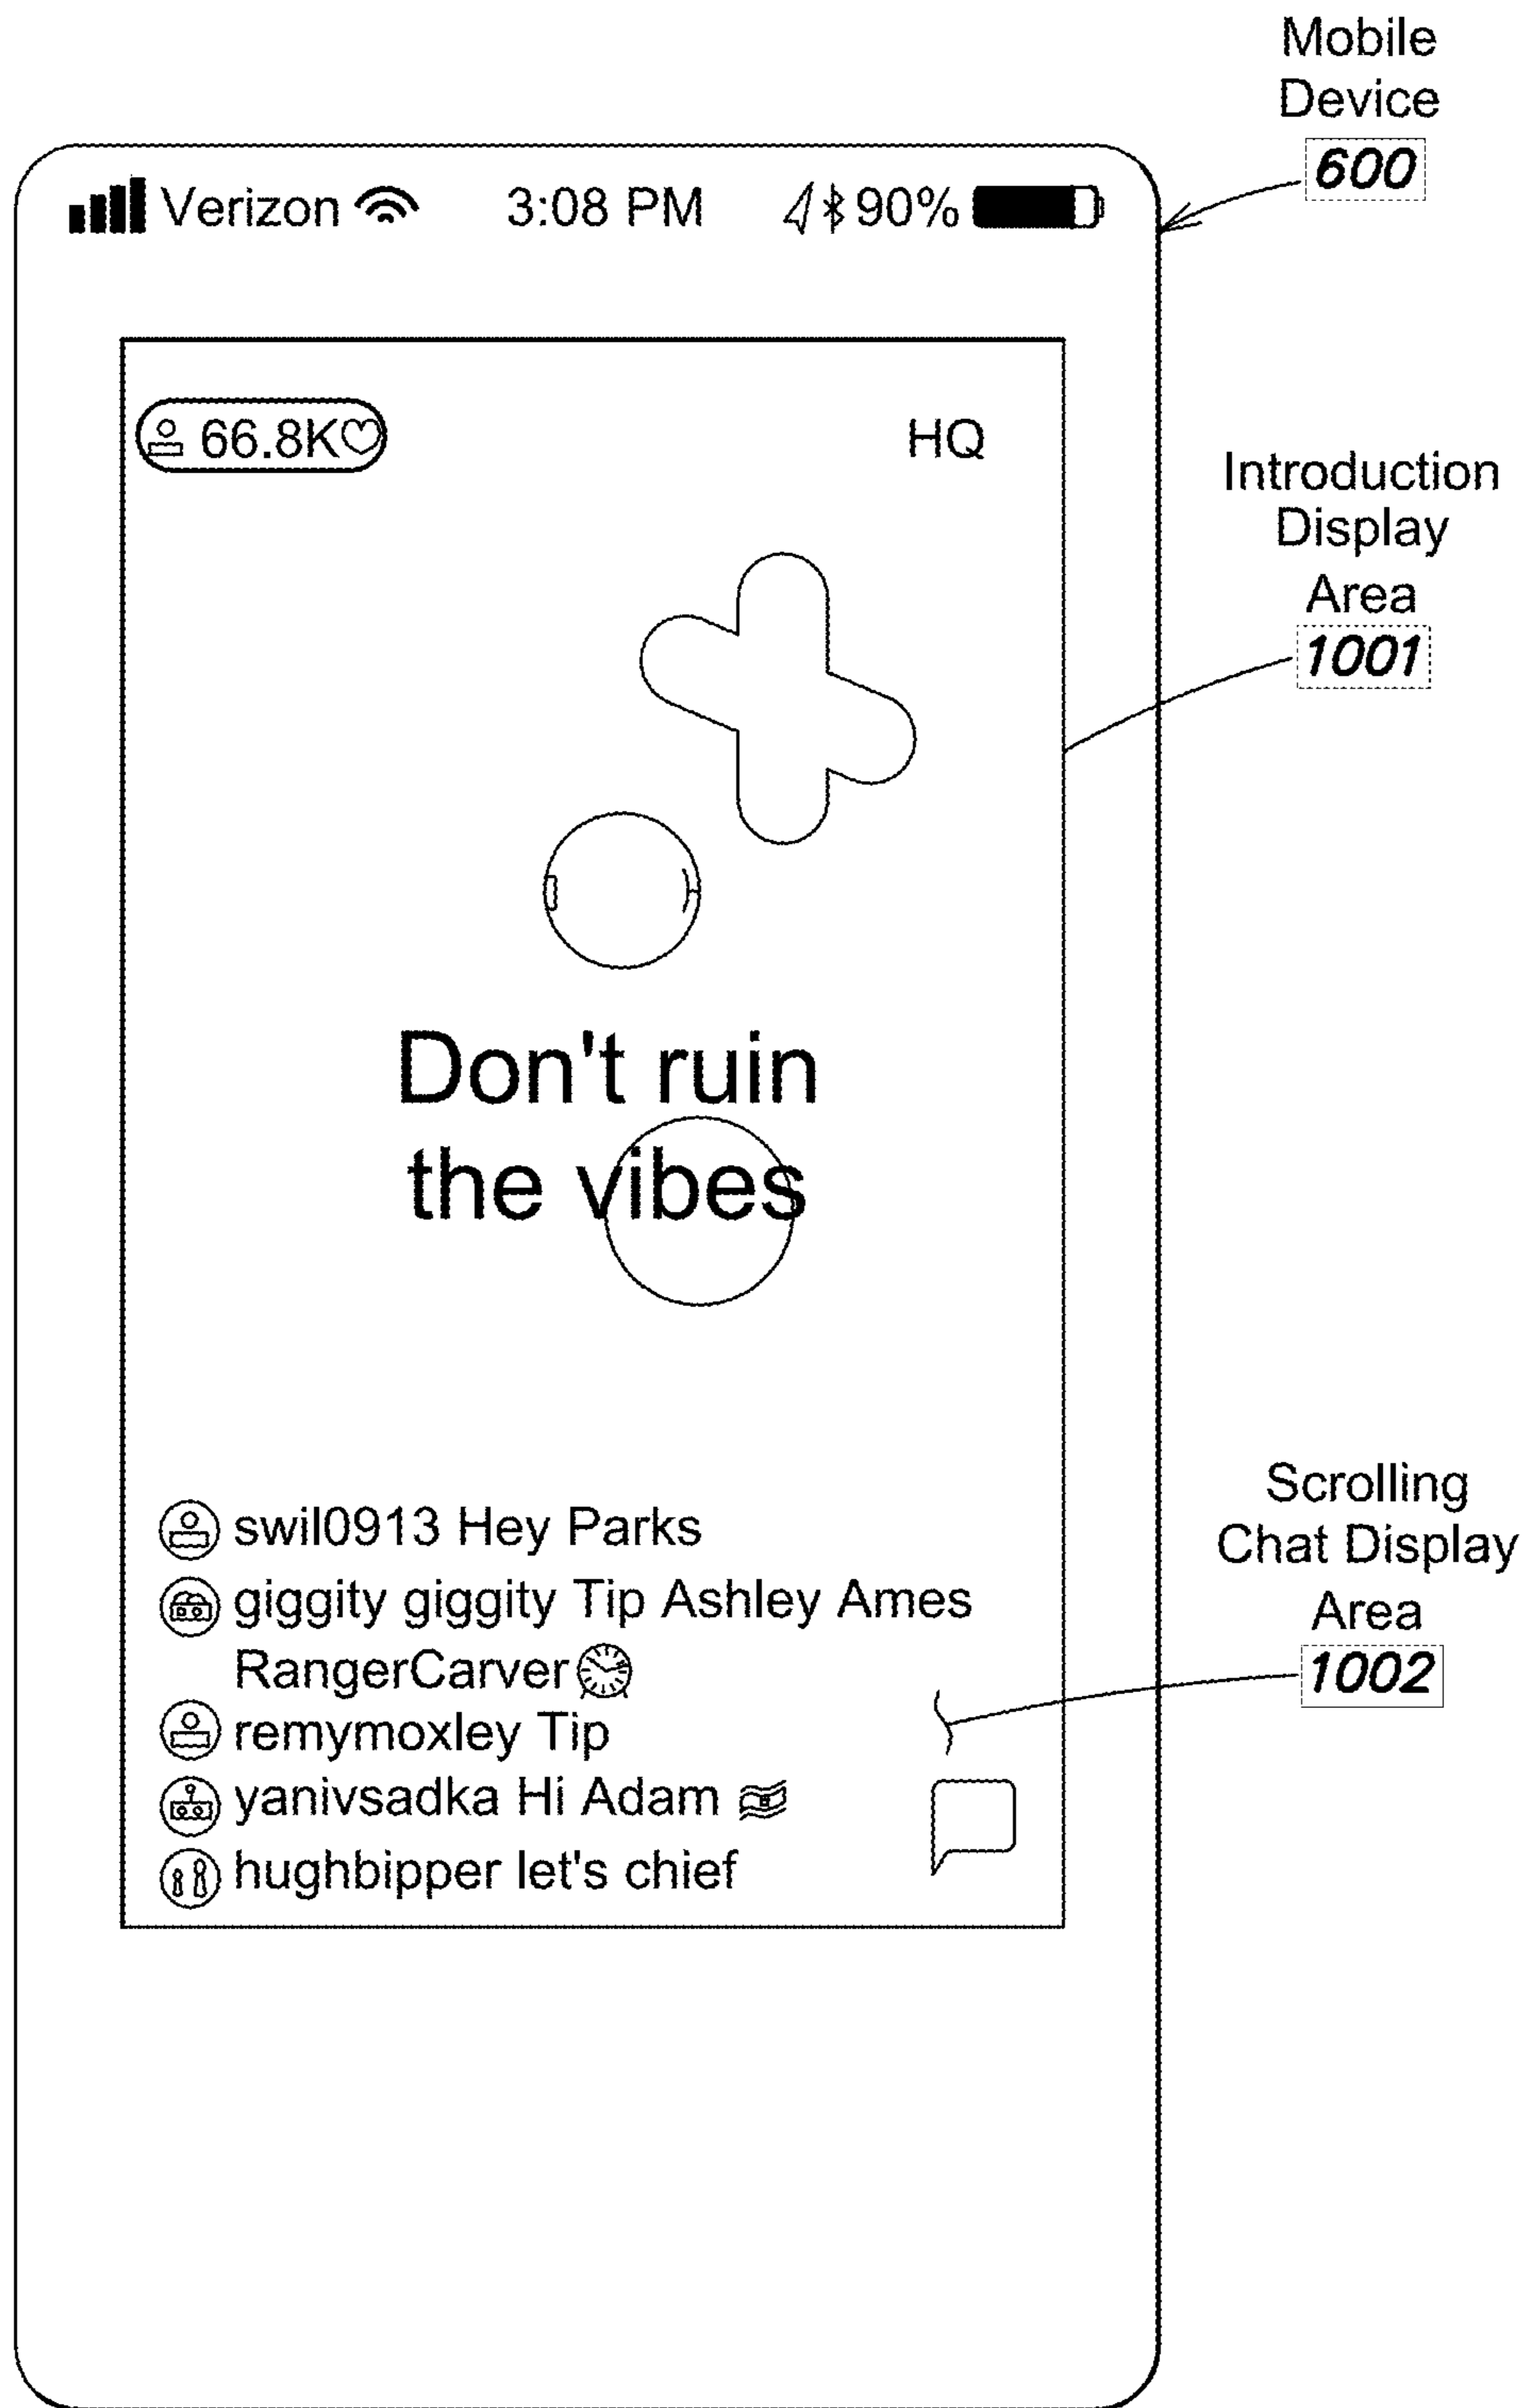 Mobile
Device
600
Verizon 3:08 PM 90%
66.8K HQ
Introduction
Display
Area
1001
Don't ruin
the vibes
Scrolling
Chat Display
Area
1002
swil0913 Hey Parks
giggity giggity Tip Ashley Ames
RangerCarver
remymoxley Tip
yanivsadka Hi Adam
hughbipper let's chief